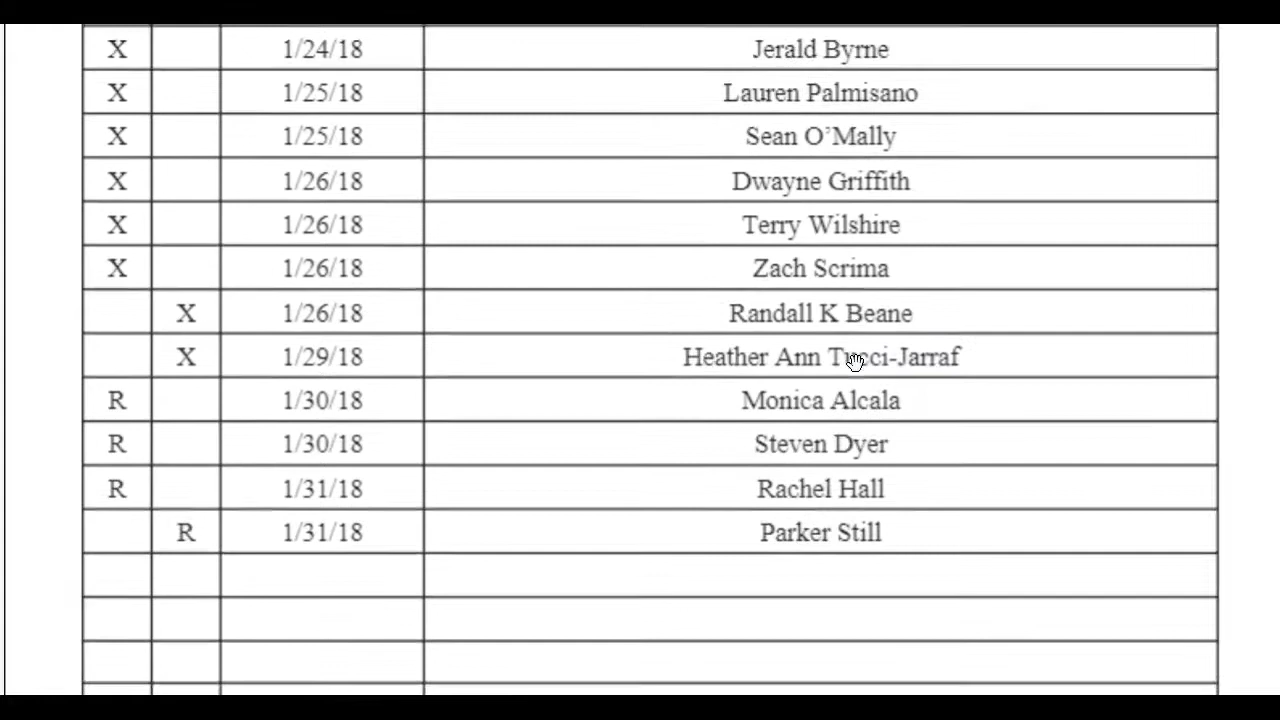 X 1/24/18 Jerald Byrne
X 1/25/18 Lauren Palmisano
X 1/25/18 Sean O’Mally
X 1/26/18 Dwayne Griffith
X 1/26/18 Terry Wilshire
X 1/26/18 Zach Scrima
X 1/26/18 Randall K Beane
X 1/29/18 Heather Ann Tucci-Jarraf
R 1/30/18 Monica Alcala
R 1/30/18 Steven Dyer
R 1/31/18 Rachel Hall
R 1/31/18 Parker Still